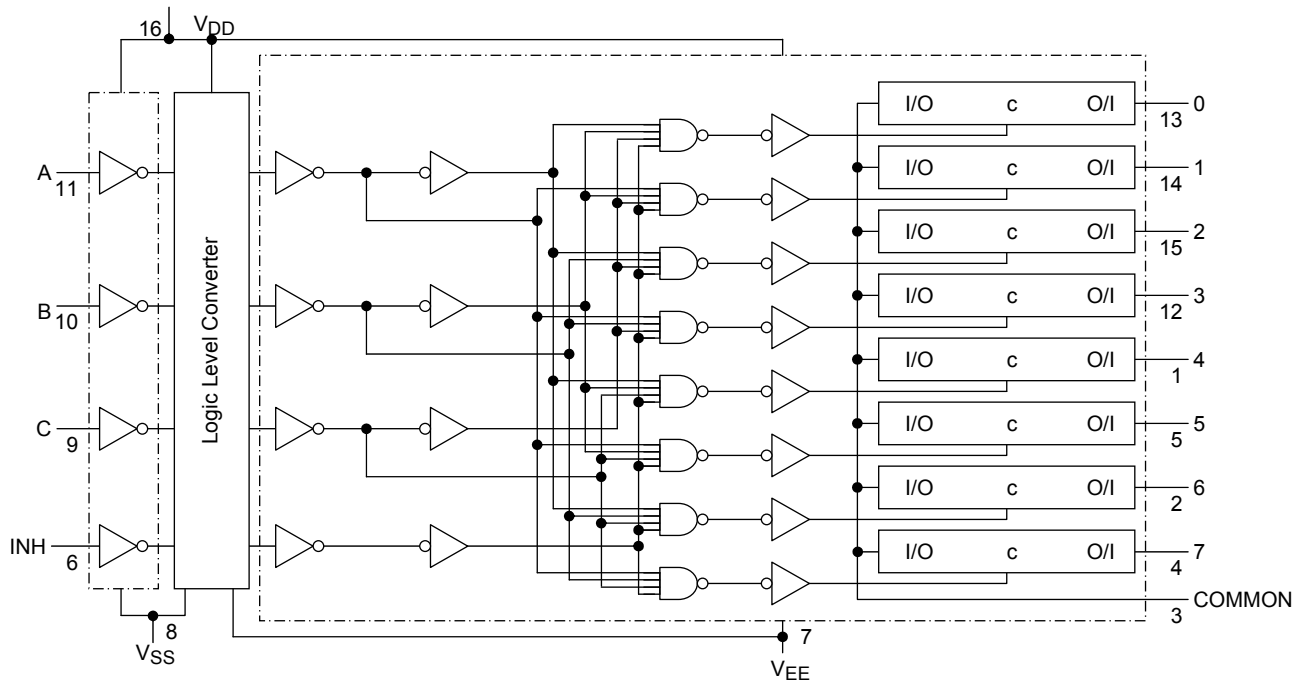 16
VDD
I/O c O/I
0
13
A
11
I/O c O/I
1
14
I/O c O/I
2
15
B
10
I/O c O/I
3
12
Logic Level Converter
I/O c O/I
4
1
C
9
I/O c O/I
5
5
I/O c O/I
6
2
INH
6
I/O c O/I
7
4
COMMON
3
8
VSS
7
VEE